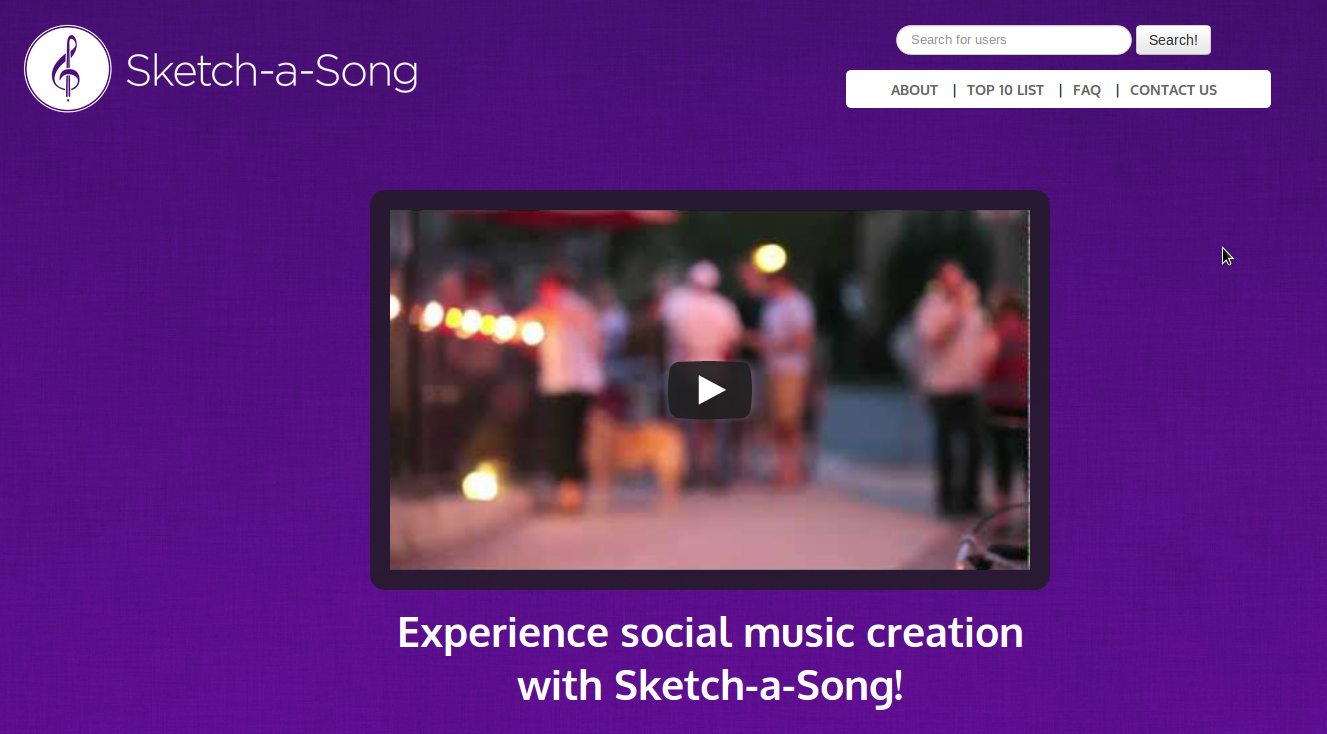 Sketch-a-Song
Search for users
Search!
ABOUT | TOP 10 LIST | FAQ | CONTACT US
Experience social music creation
with Sketch-a-Song!